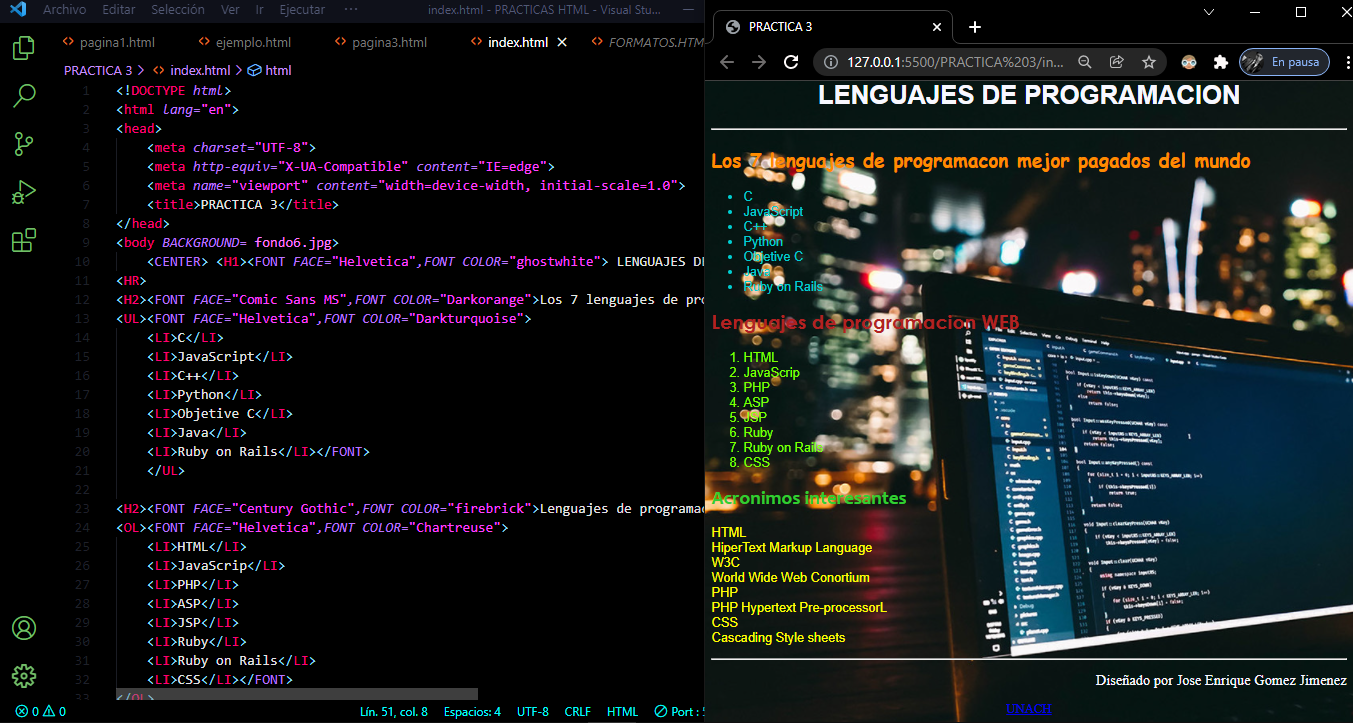 Archivo Editar Selección Ver Ir Ejecutar ··· index.html - PRACTICAS HTML - Visual Stu...
pagina1.html ejemplo.html pagina3.html index.html FORMATOS.HTM
PRACTICA 3 > index.html > html
1 <!DOCTYPE html>
2 <html lang="en">
3 <head>
4 <meta charset="UTF-8">
5 <meta http-equiv="X-UA-Compatible" content="IE=edge">
6 <meta name="viewport" content="width=device-width, initial-scale=1.0">
7 <title>PRACTICA 3</title>
8 </head>
9 <body BACKGROUND= fondo6.jpg>
10 <CENTER> <H1><FONT FACE="Helvetica",FONT COLOR="ghostwhite"> LENGUAJES DE
11 <HR>
12 <H2><FONT FACE="Comic Sans MS",FONT COLOR="Darkorange">Los 7 lenguajes de pro
13 <UL><FONT FACE="Helvetica",FONT COLOR="Darkturquoise">
14 <LI>C</LI>
15 <LI>JavaScript</LI>
16 <LI>C++</LI>
17 <LI>Python</LI>
18 <LI>Objetive C</LI>
19 <LI>Java</LI>
20 <LI>Ruby on Rails</LI></FONT>
21 </UL>
22
23 <H2><FONT FACE="Century Gothic",FONT COLOR="firebrick">Lenguajes de programac
24 <OL><FONT FACE="Helvetica",FONT COLOR="Chartreuse">
25 <LI>HTML</LI>
26 <LI>JavaScrip</LI>
27 <LI>PHP</LI>
28 <LI>ASP</LI>
29 <LI>JSP</LI>
30 <LI>Ruby</LI>
31 <LI>Ruby on Rails</LI>
32 <LI>CSS</LI></FONT>
33 </OL>
0 0 Lín. 51, col. 8 Espacios: 4 UTF-8 CRLF HTML Port : 5
PRACTICA 3
127.0.0.1:5500/PRACTICA%203/in... En pausa
LENGUAJES DE PROGRAMACION
Los 7 lenguajes de programacon mejor pagados del mundo
C
JavaScript
C++
Python
Objetive C
Java
Ruby on Rails
Lenguajes de programacion WEB
1. HTML
2. JavaScrip
3. PHP
4. ASP
5. JSP
6. Ruby
7. Ruby on Rails
8. CSS
Acronimos interesantes
HTML
HiperText Markup Language
W3C
World Wide Web Conortium
PHP
PHP Hypertext Pre-processorL
CSS
Cascading Style sheets
Diseñado por Jose Enrique Gomez Jimenez
UNACH